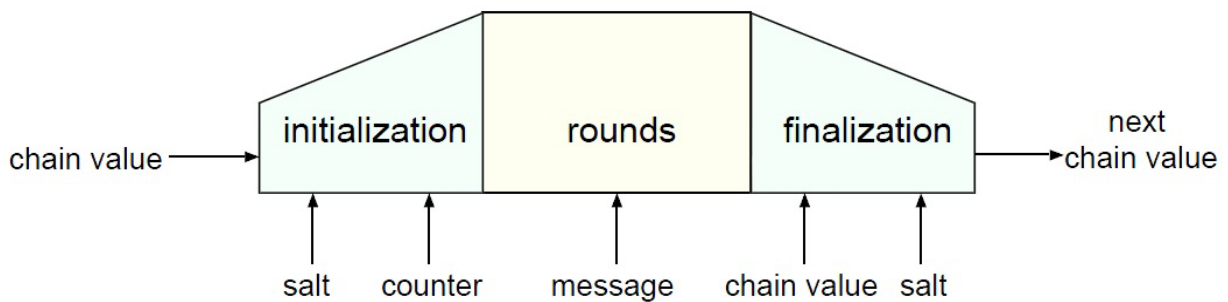 initialization
rounds
finalization
chain value
next
chain value
salt
counter
message
chain value
salt